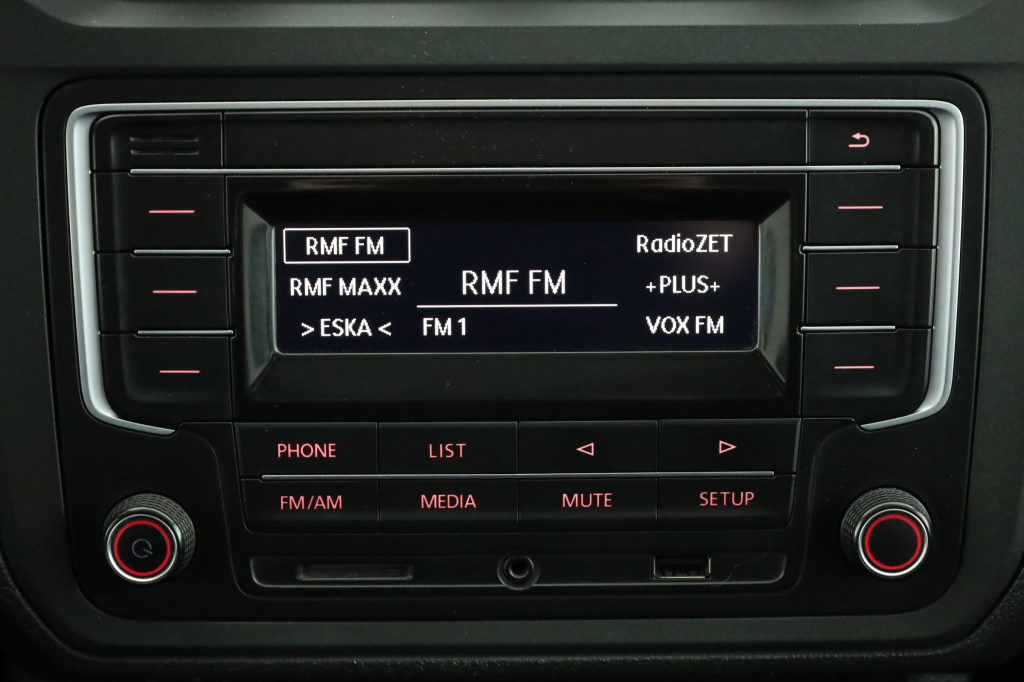 RMF FM
RadioZET
RMF MAXX
RMF FM
+PLUS+
> ESKA <
FM 1
VOX FM
PHONE
LIST
FM/AM
MEDIA
MUTE
SETUP